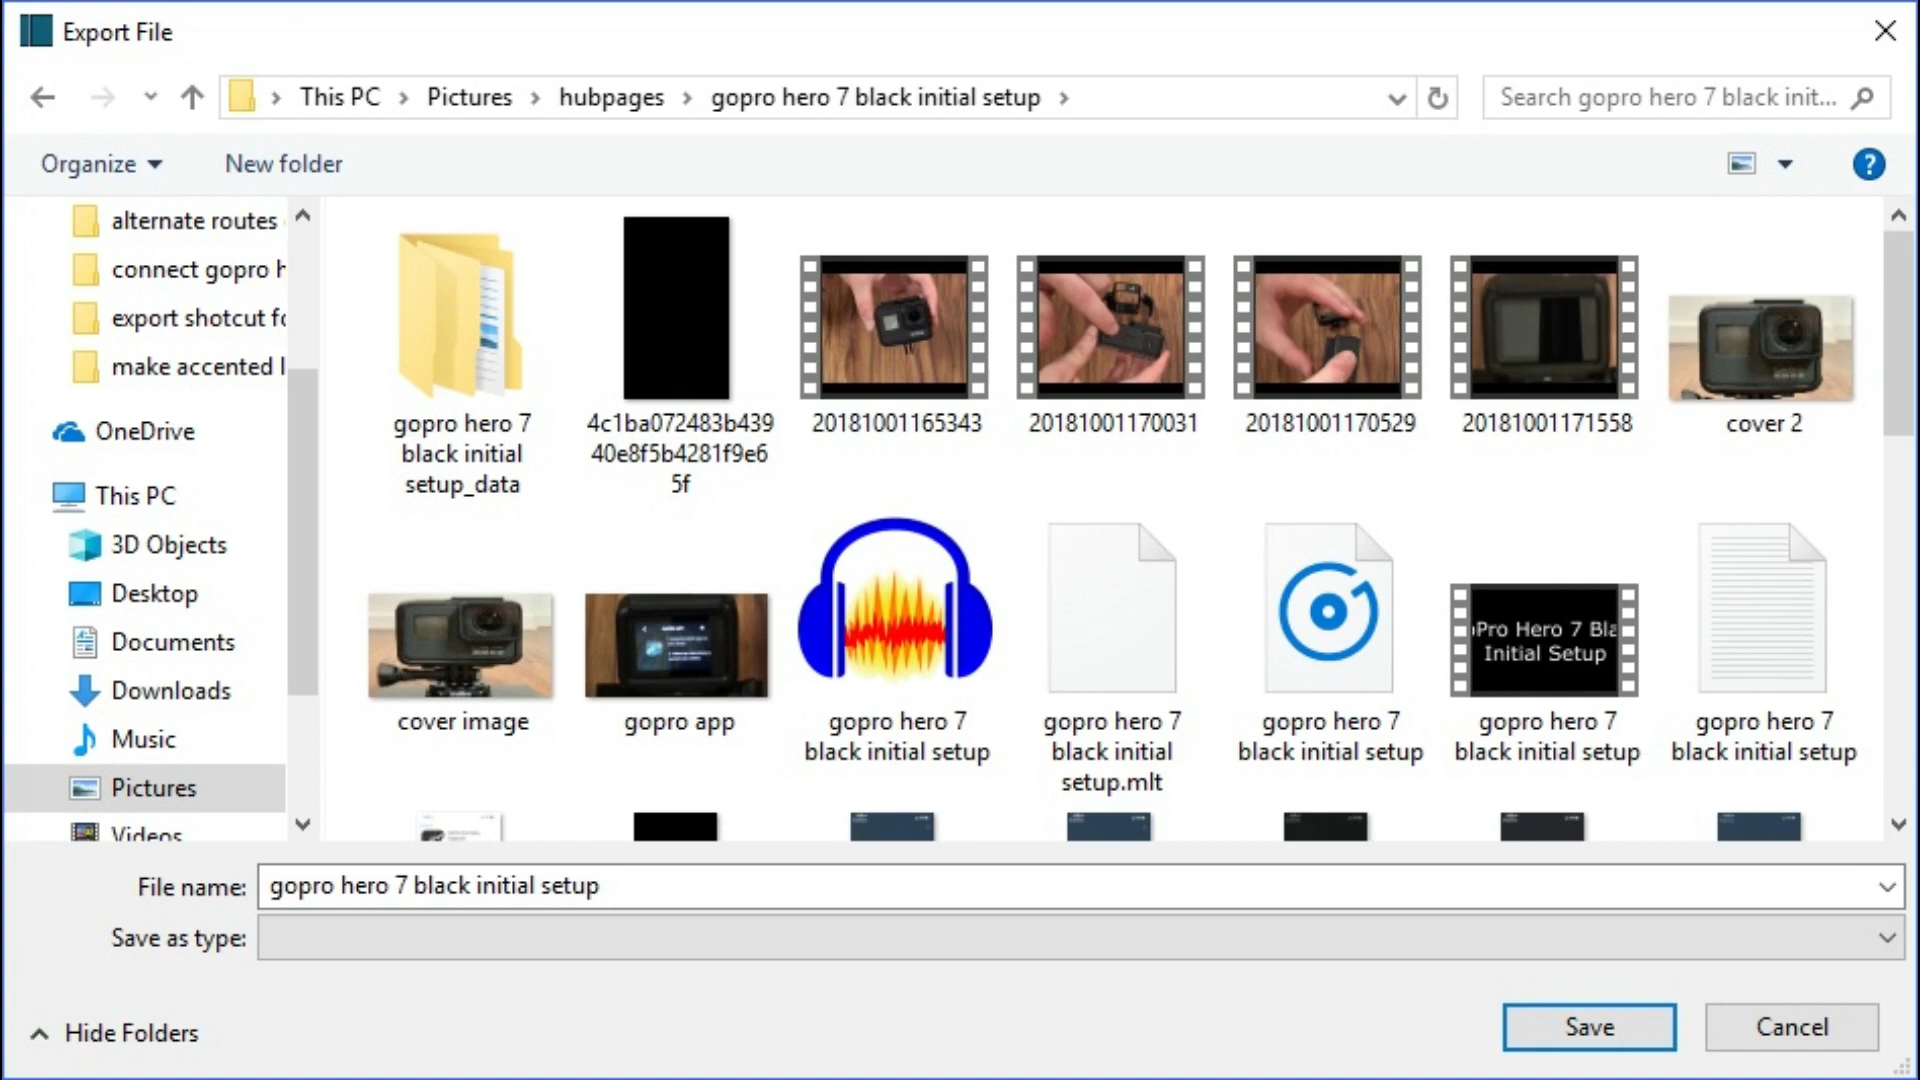 Export File
This PC
Pictures
hubpages
gopro hero 7 black initial setup
Search gopro hero 7 black init...
Organize
New folder
?
alternate routes
connect gopro h
export shotcut fo
make accented l
OneDrive
This PC
3D Objects
Desktop
Documents
Downloads
Music
Pictures
Videos
gopro hero 7
black initial
setup_data
4c1ba072483b439
40e8f5b4281f9e6
5f
20181001165343
20181001170031
20181001170529
20181001171558
cover 2
cover image
gopro app
gopro hero 7
black initial setup
gopro hero 7
black initial
setup.mlt
gopro hero 7
black initial setup
Pro Hero 7 Bla
Initial Setup
gopro hero 7
black initial setup
gopro hero 7
black initial setup
File name:
gopro hero 7 black initial setup
Save as type:
Hide Folders
Save
Cancel